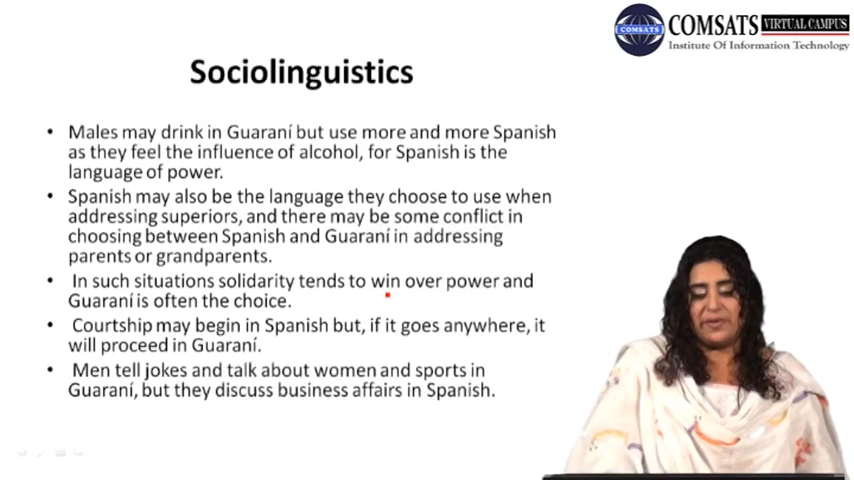 COMSATS
COMSATS VIRTUAL CAMPUS
Institute Of Information Technology
Sociolinguistics
• Males may drink in Guaraní but use more and more Spanish
as they feel the influence of alcohol, for Spanish is the
language of power.
• Spanish may also be the language they choose to use when
addressing superiors, and there may be some conflict in
choosing between Spanish and Guaraní in addressing
parents or grandparents.
• In such situations solidarity tends to win over power and
Guaraní is often the choice.
• Courtship may begin in Spanish but, if it goes anywhere, it
will proceed in Guaraní.
• Men tell jokes and talk about women and sports in
Guaraní, but they discuss business affairs in Spanish.